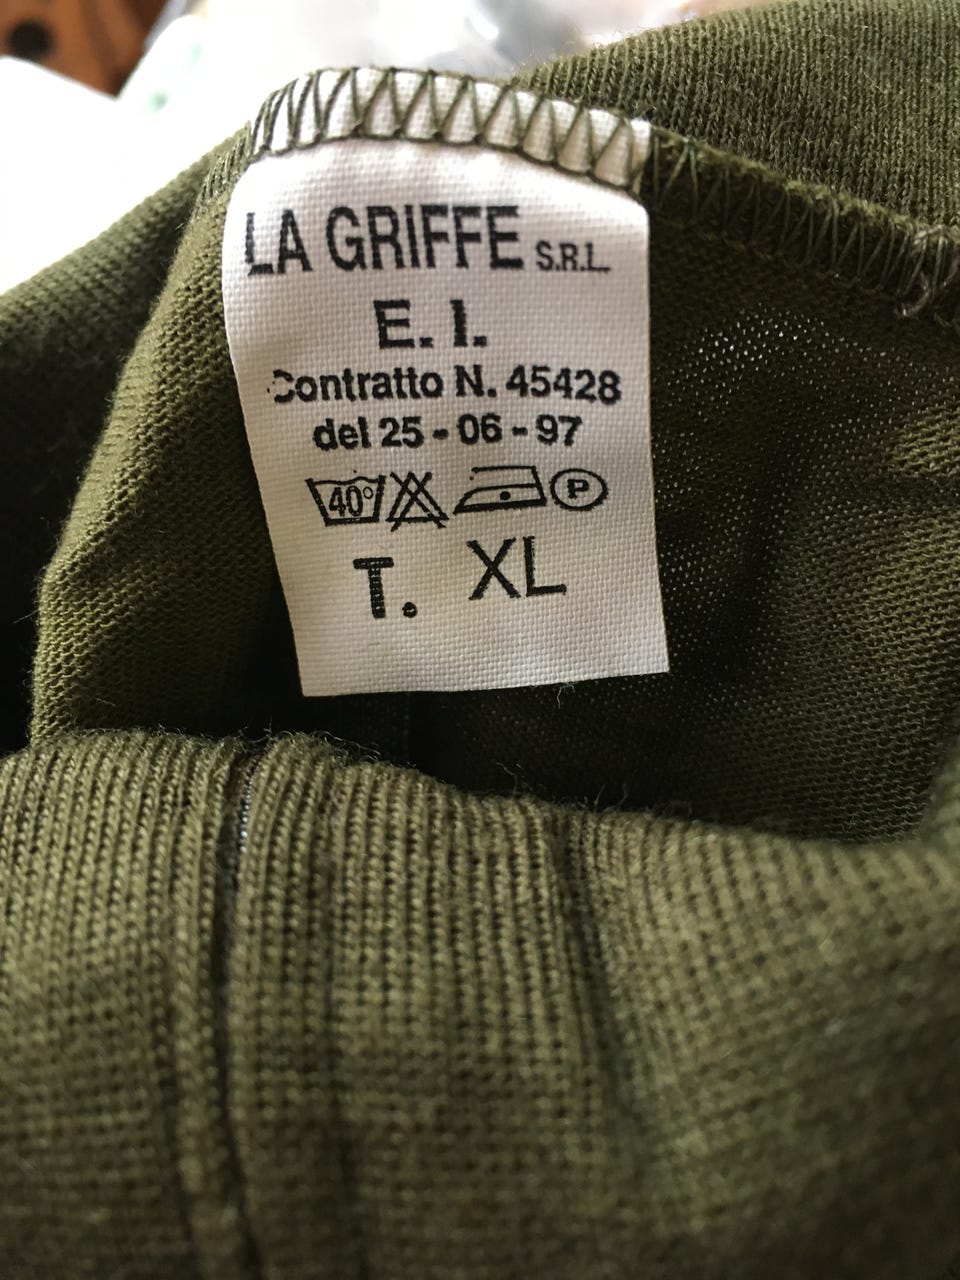 LA GRIFFE S.R.L.
E. I.
Contratto N. 45428
del 25 - 06 - 97
40° P
T. XL